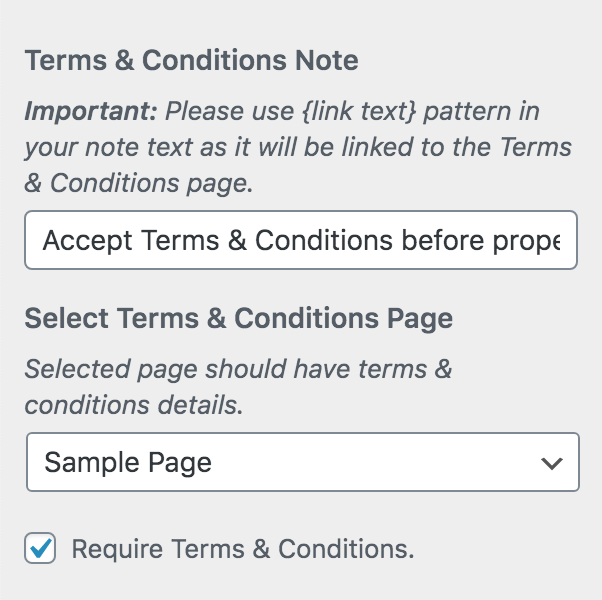 Terms & Conditions Note
Important: Please use {link text} pattern in
your note text as it will be linked to the Terms
& Conditions page.
Accept Terms & Conditions before prope
Select Terms & Conditions Page
Selected page should have terms &
conditions details.
Sample Page
Require Terms & Conditions.